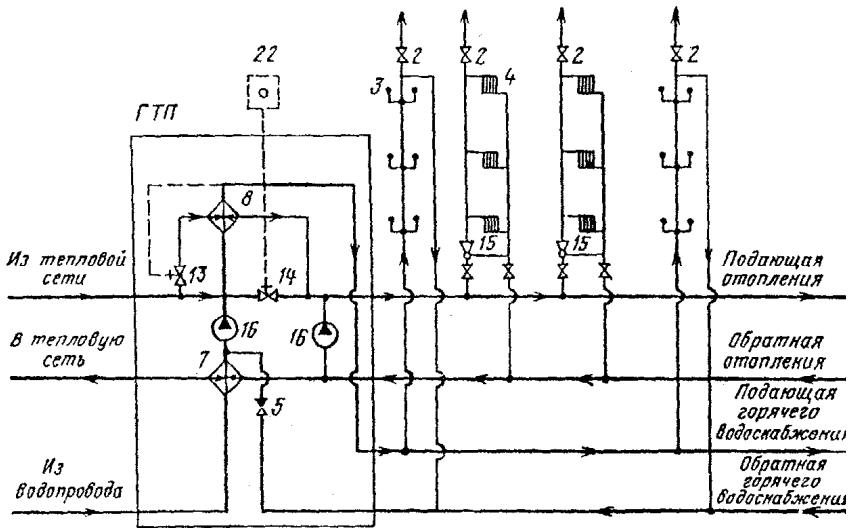 2 2 2 2
22
3 4
ГТП
8
15 15
Из тепловой
сети
13 14
Подающая
отопления
16
16
В тепловую
сеть
Обратная
отопления
7
5
Подающая
горячего
водоснабжения
Из
водопровода
Обратная
горячего
водоснабжения